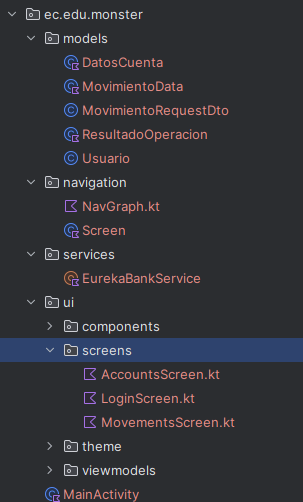 ec.edu.monster
models
DatosCuenta
MovimientoData
MovimientoRequestDto
ResultadoOperacion
Usuario
navigation
NavGraph.kt
Screen
services
EurekaBankService
ui
components
screens
AccountsScreen.kt
LoginScreen.kt
MovementsScreen.kt
theme
viewmodels
MainActivity